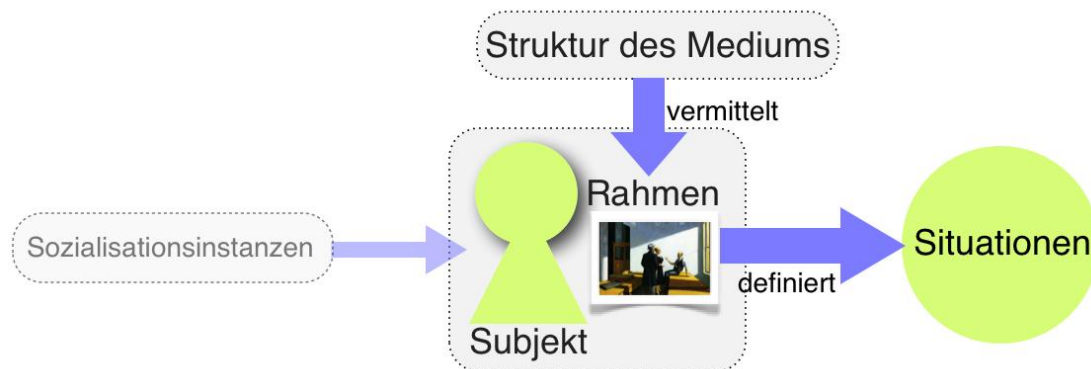 Struktur des Mediums
vermittelt
Rahmen
Sozialisationsinstanzen
Situationen
definiert
Subjekt